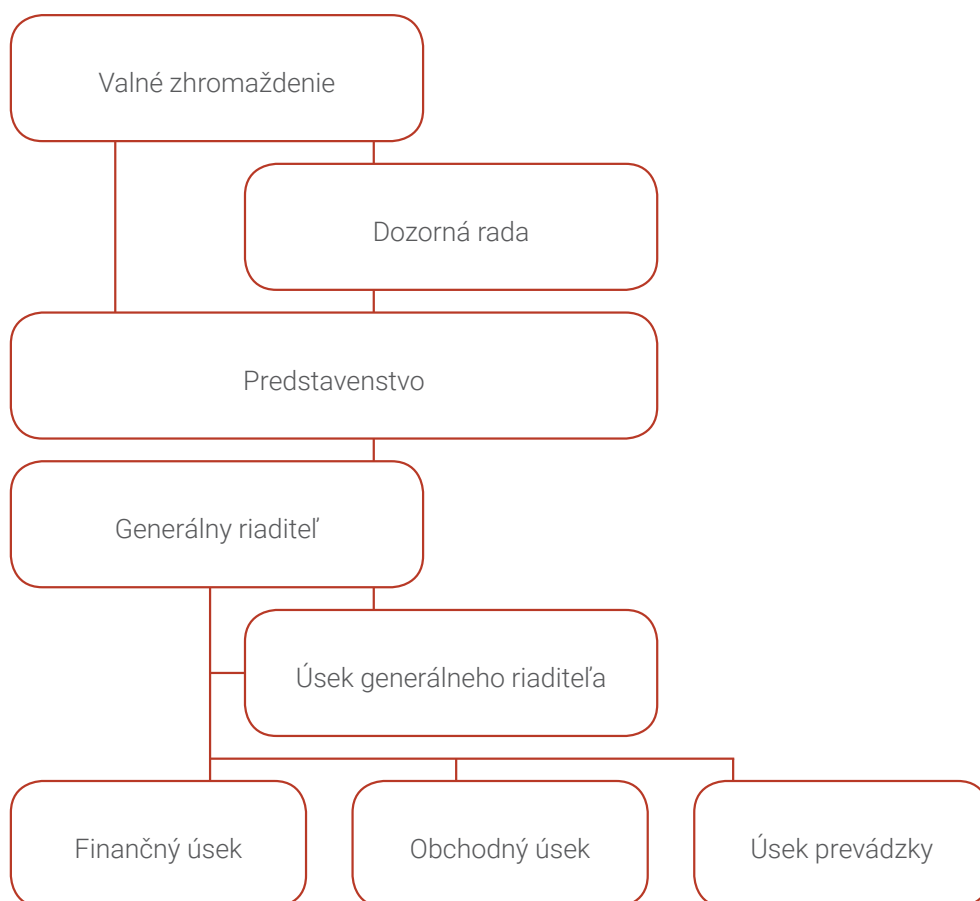 Valné zhromaždenie
Dozorná rada
Predstavenstvo
Generálny riaditeľ
Úsek generálneho riaditeľa
Finančný úsek
Obchodný úsek
Úsek prevádzky